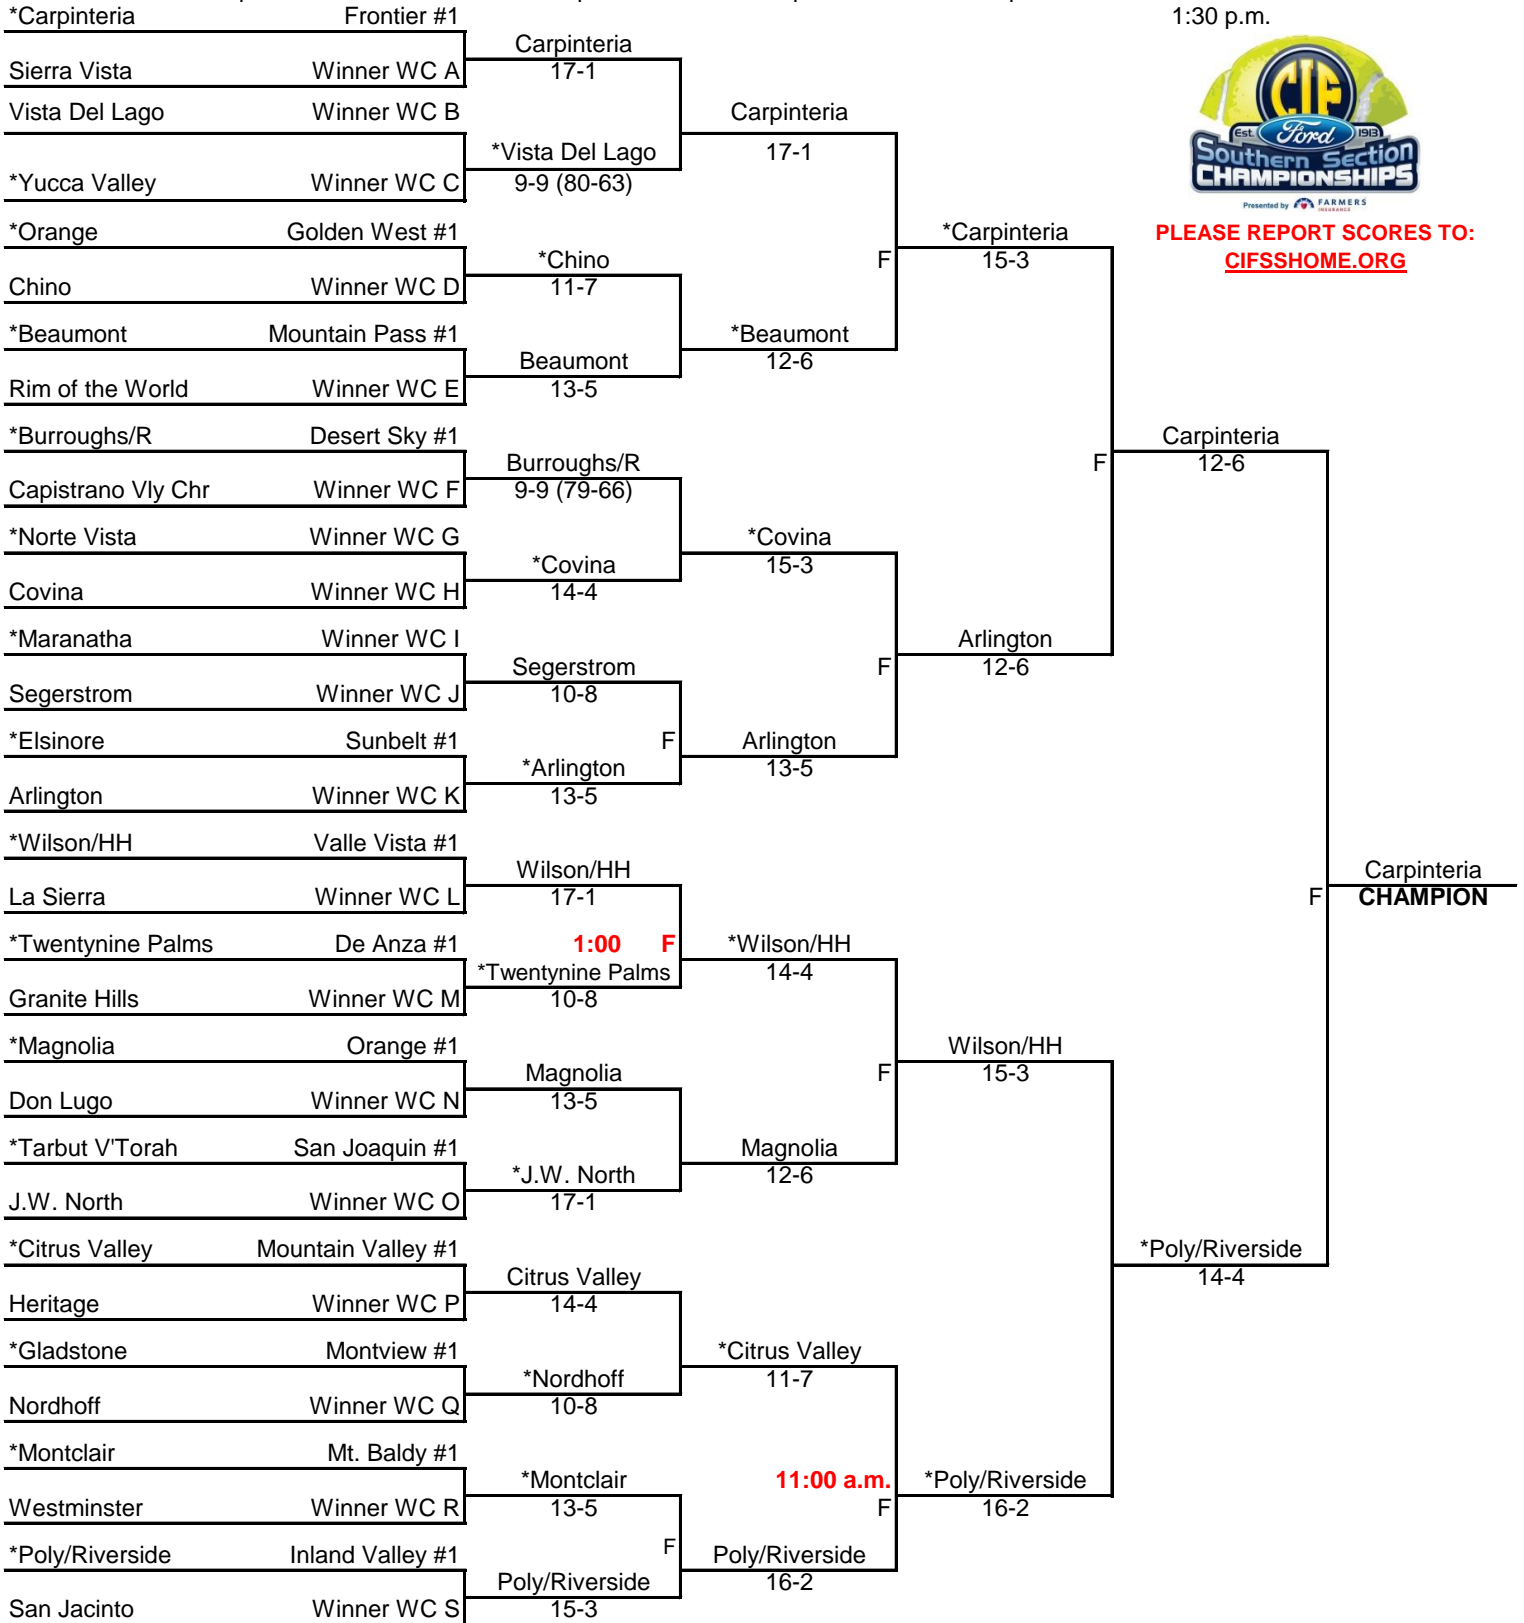 *Carpinteria Frontier #1 1:30 p.m.
Carpinteria
Sierra Vista Winner WC A 17-1
Vista Del Lago Winner WC B Carpinteria
*Vista Del Lago 17-1
*Yucca Valley Winner WC C 9-9 (80-63)
CIF
Est. Ford 1913
Southern Section
CHAMPIONSHIPS
Presented by FARMERS
INSURANCE
*Orange Golden West #1 *Carpinteria PLEASE REPORT SCORES TO:
*Chino F 15-3 CIFSSHOME.ORG
Chino Winner WC D 11-7
*Beaumont Mountain Pass #1 *Beaumont
Beaumont 12-6
Rim of the World Winner WC E 13-5
*Burroughs/R Desert Sky #1 Carpinteria
Burroughs/R F 12-6
Capistrano Vly Chr Winner WC F 9-9 (79-66)
*Norte Vista Winner WC G *Covina
*Covina 15-3
Covina Winner WC H 14-4
*Maranatha Winner WC I Arlington
Segerstrom F 12-6
Segerstrom Winner WC J 10-8
*Elsinore Sunbelt #1 F Arlington
*Arlington 13-5
Arlington Winner WC K 13-5
*Wilson/HH Valle Vista #1
Wilson/HH Carpinteria
La Sierra Winner WC L 17-1 F CHAMPION
*Twentynine Palms De Anza #1 1:00 F *Wilson/HH
*Twentynine Palms 14-4
Granite Hills Winner WC M 10-8
*Magnolia Orange #1 Wilson/HH
Magnolia F 15-3
Don Lugo Winner WC N 13-5
*Tarbut V'Torah San Joaquin #1 Magnolia
*J.W. North 12-6
J.W. North Winner WC O 17-1
*Citrus Valley Mountain Valley #1 *Poly/Riverside
Citrus Valley 14-4
Heritage Winner WC P 14-4
*Gladstone Montview #1 *Citrus Valley
*Nordhoff 11-7
Nordhoff Winner WC Q 10-8
*Montclair Mt. Baldy #1
*Montclair 11:00 a.m. *Poly/Riverside
Westminster Winner WC R 13-5 F 16-2
*Poly/Riverside Inland Valley #1 F Poly/Riverside
Poly/Riverside 16-2
San Jacinto Winner WC S 15-3